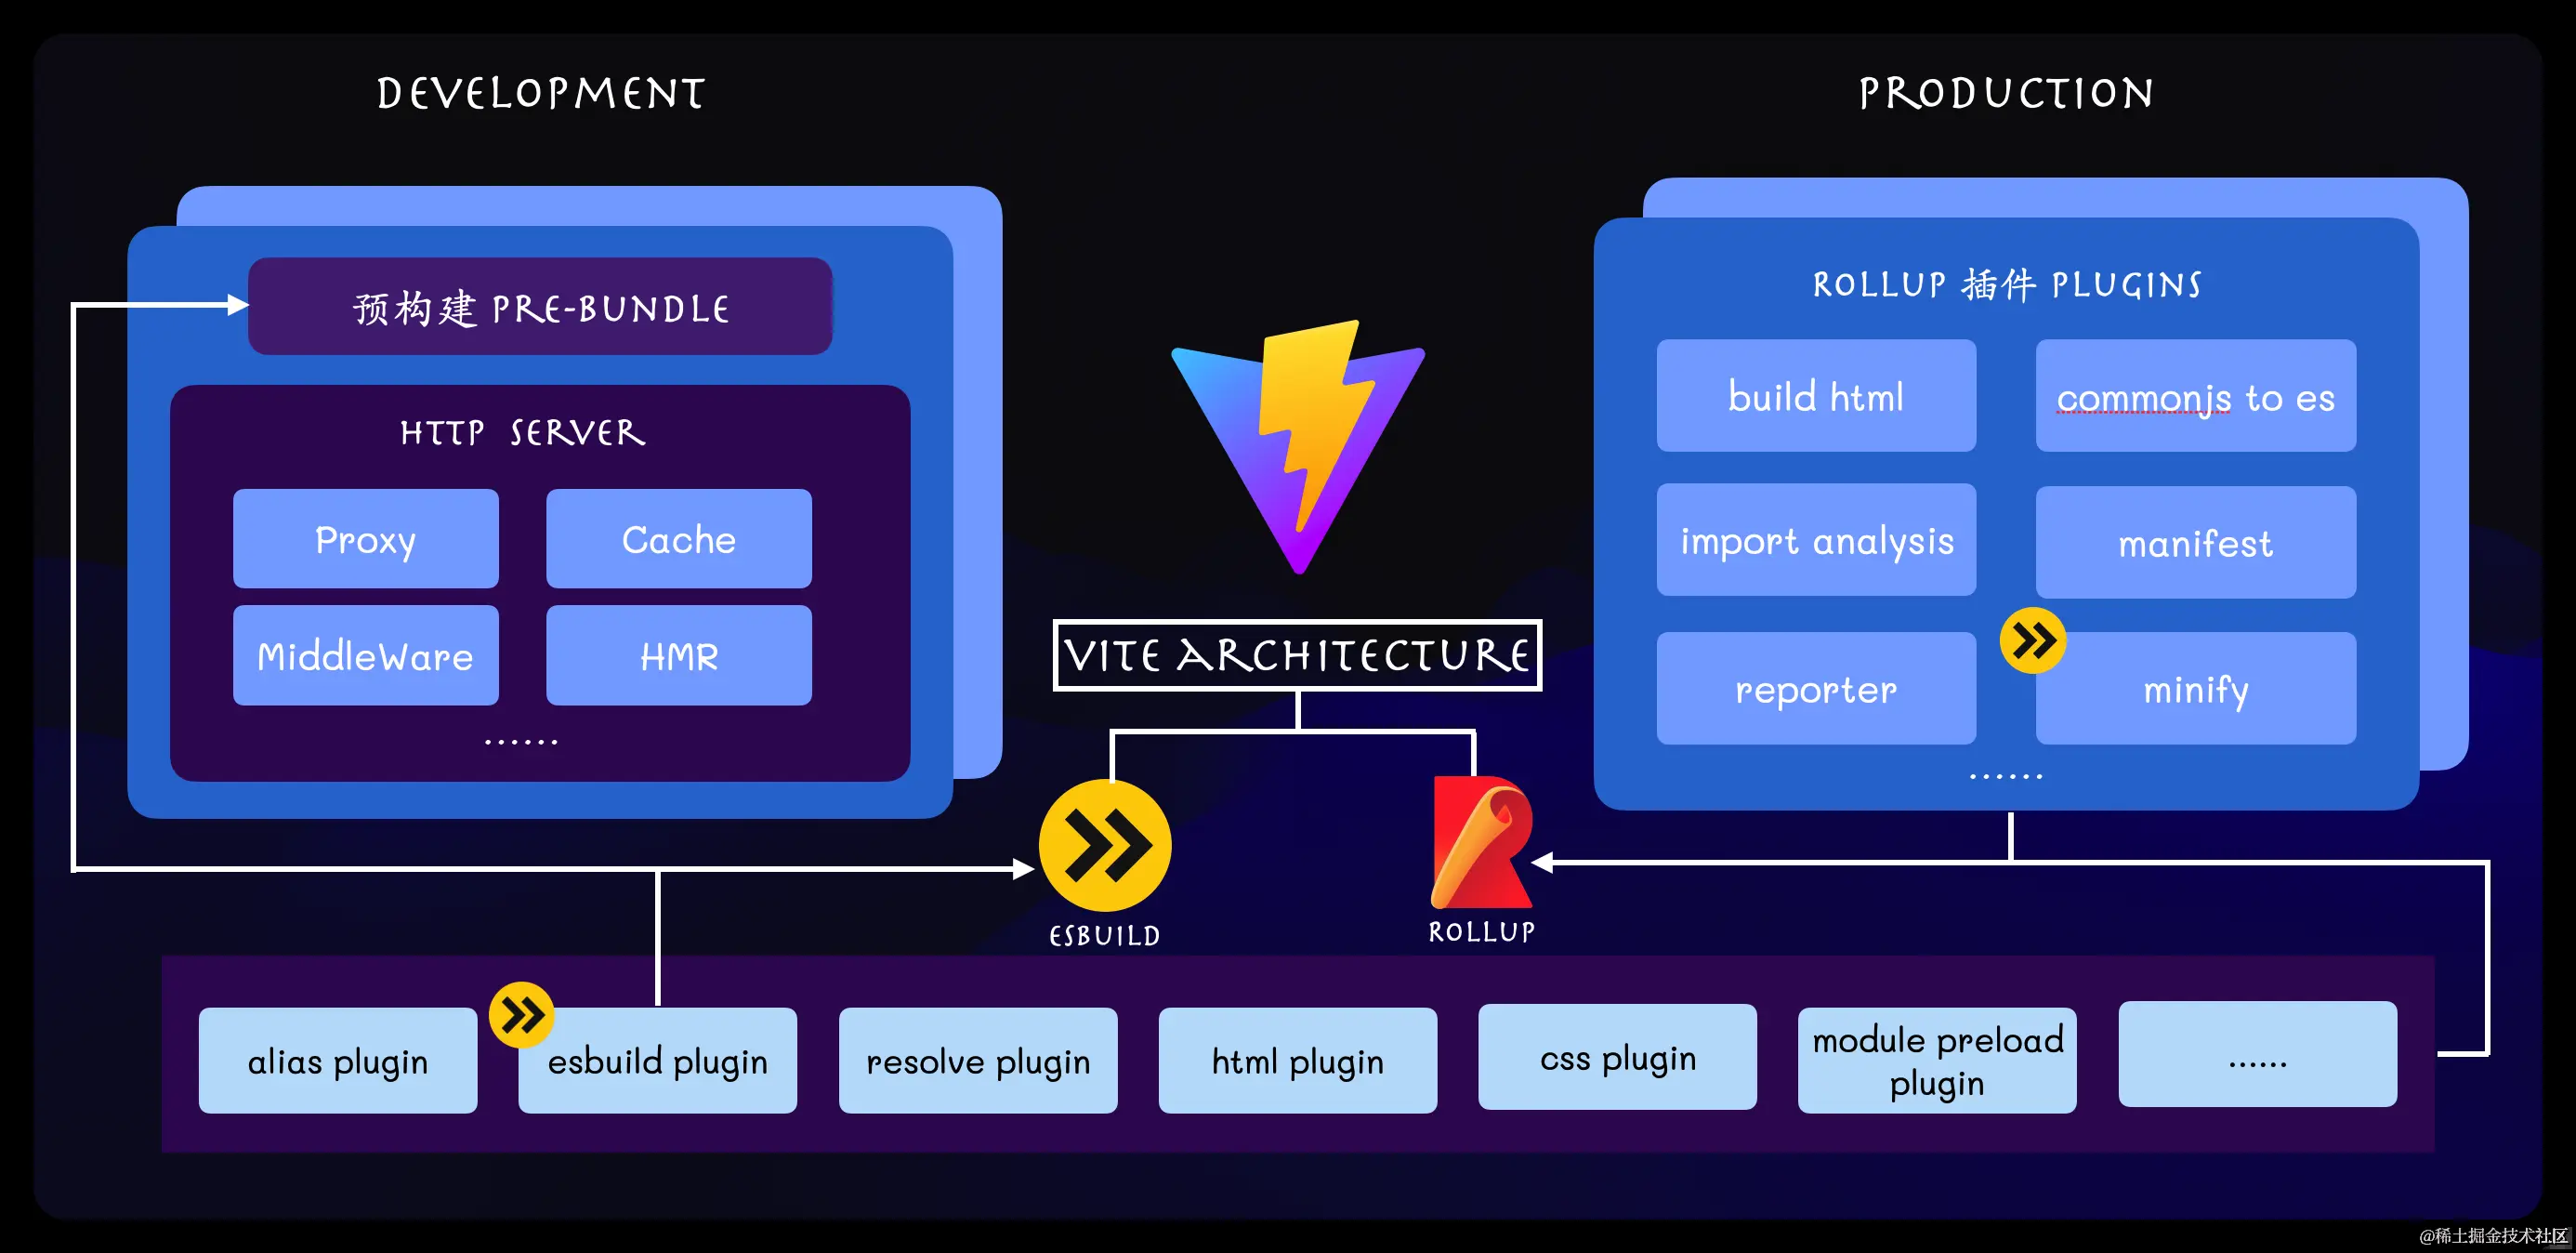 DEVELOPMENT
PRODUCTION
预构建 PRE-BUNDLE
HTTP SERVER
Proxy
Cache
MiddleWare
HMR
......
VITE ARCHITECTURE
ESBUILD
ROLLUP
ROLLUP 插件 PLUGINS
build html
commonjs to es
import analysis
manifest
reporter
minify
......
alias plugin
esbuild plugin
resolve plugin
html plugin
css plugin
module preload
plugin
......
@稀土掘金技术社区